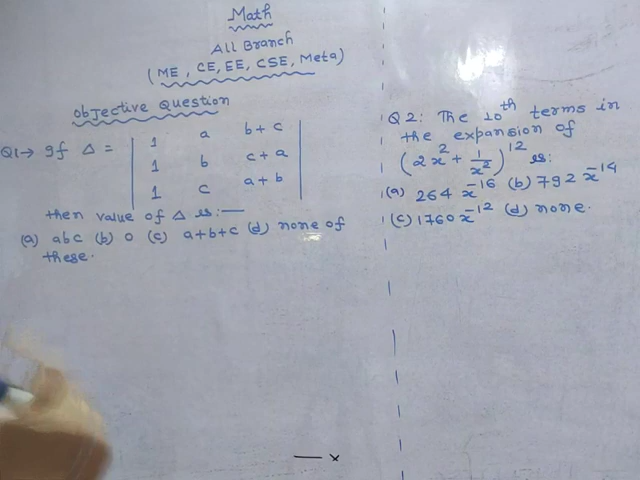 Math
All Branch
(ME, CE, EE, CSE, Meta)
Objective Question
Q1→ gf Δ = | 1 a b+c |
| 1 b c+a |
| 1 c a+b |
then value of Δ is:—
(a) abc (b) 0 (c) a+b+c (d) none of
these.
Q2: The 10th terms in
the expansion of
(2x² + 1/x²)¹² is:
(a) 264 x⁻¹⁶ (b) 792 x⁻¹⁴
(c) 1760 x⁻¹² (d) none.
— x